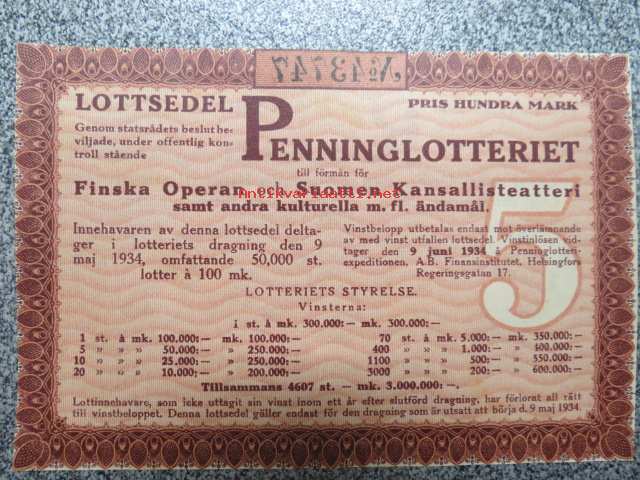 №43747
LOTTSEDEL
PRIS HUNDRA MARK
Genom statsrådets beslut be-
viljade, under offentlig kon-
troll stående
PENNINGLOTTERIET
till förmån för
Finska Operan och Suomen Kansallisteatteri
samt andra kulturella m. fl. ändamål.
Innehavaren av denna lottsedel delta-
ger i lotteriets dragning den 9
maj 1934, omfattande 50,000 st.
lotter à 100 mk.
Vinstbelopp utbetalas endast mot överlämnande
av med vinst utfallen lottsedel. Vinstinlösen vid-
tager den 9 juni 1934 å Penninglotteri-
expeditionen, A.B. Finansinstitutet, Helsingfors
Regeringsgatan 17.
5
LOTTERIETS STYRELSE.
Vinsterna:
1 st. à mk. 300,000:— mk. 300,000:—
1 st. à mk. 100,000:— mk. 100,000:— 70 st. à mk. 5,000:— mk. 350,000:—
5 „ „ „ 50,000:— „ 250,000:— 400 „ „ „ 1,000:— „ 400,000:—
10 „ „ „ 25,000:— „ 250,000:— 1100 „ „ „ 500:— „ 550,000:—
20 „ „ „ 10,000:— „ 200,000:— 3000 „ „ „ 200:— „ 600,000:—
Tillsammans 4607 st. — mk. 3.000,000:—.
Lottinnehavare, som icke uttagit sin vinst inom ett år efter slutförd dragning, har förlorat all rätt
till vinstbeloppet. Denna lottsedel gäller endast för den dragning som är utsatt att börja d. 9 maj 1934.